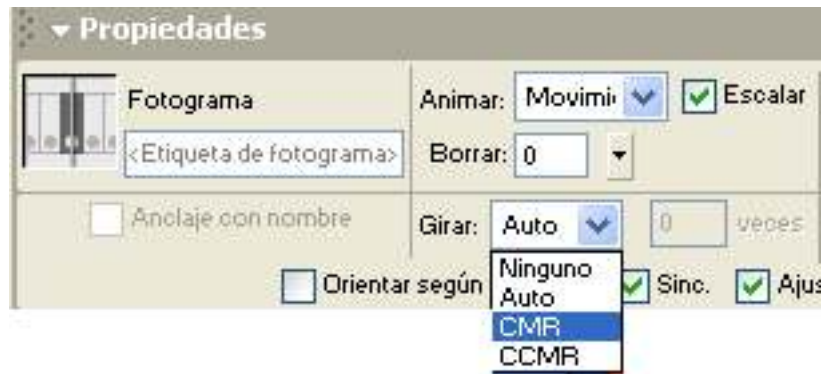 Propiedades
Fotograma
Animar: Movimi
Escalar
<Etiqueta de fotograma>
Borrar: 0
Anclaje con nombre
Girar: Auto
0 veces
Orientar según
Sinc.
Ajus
Ninguno
Auto
CMR
CCMR